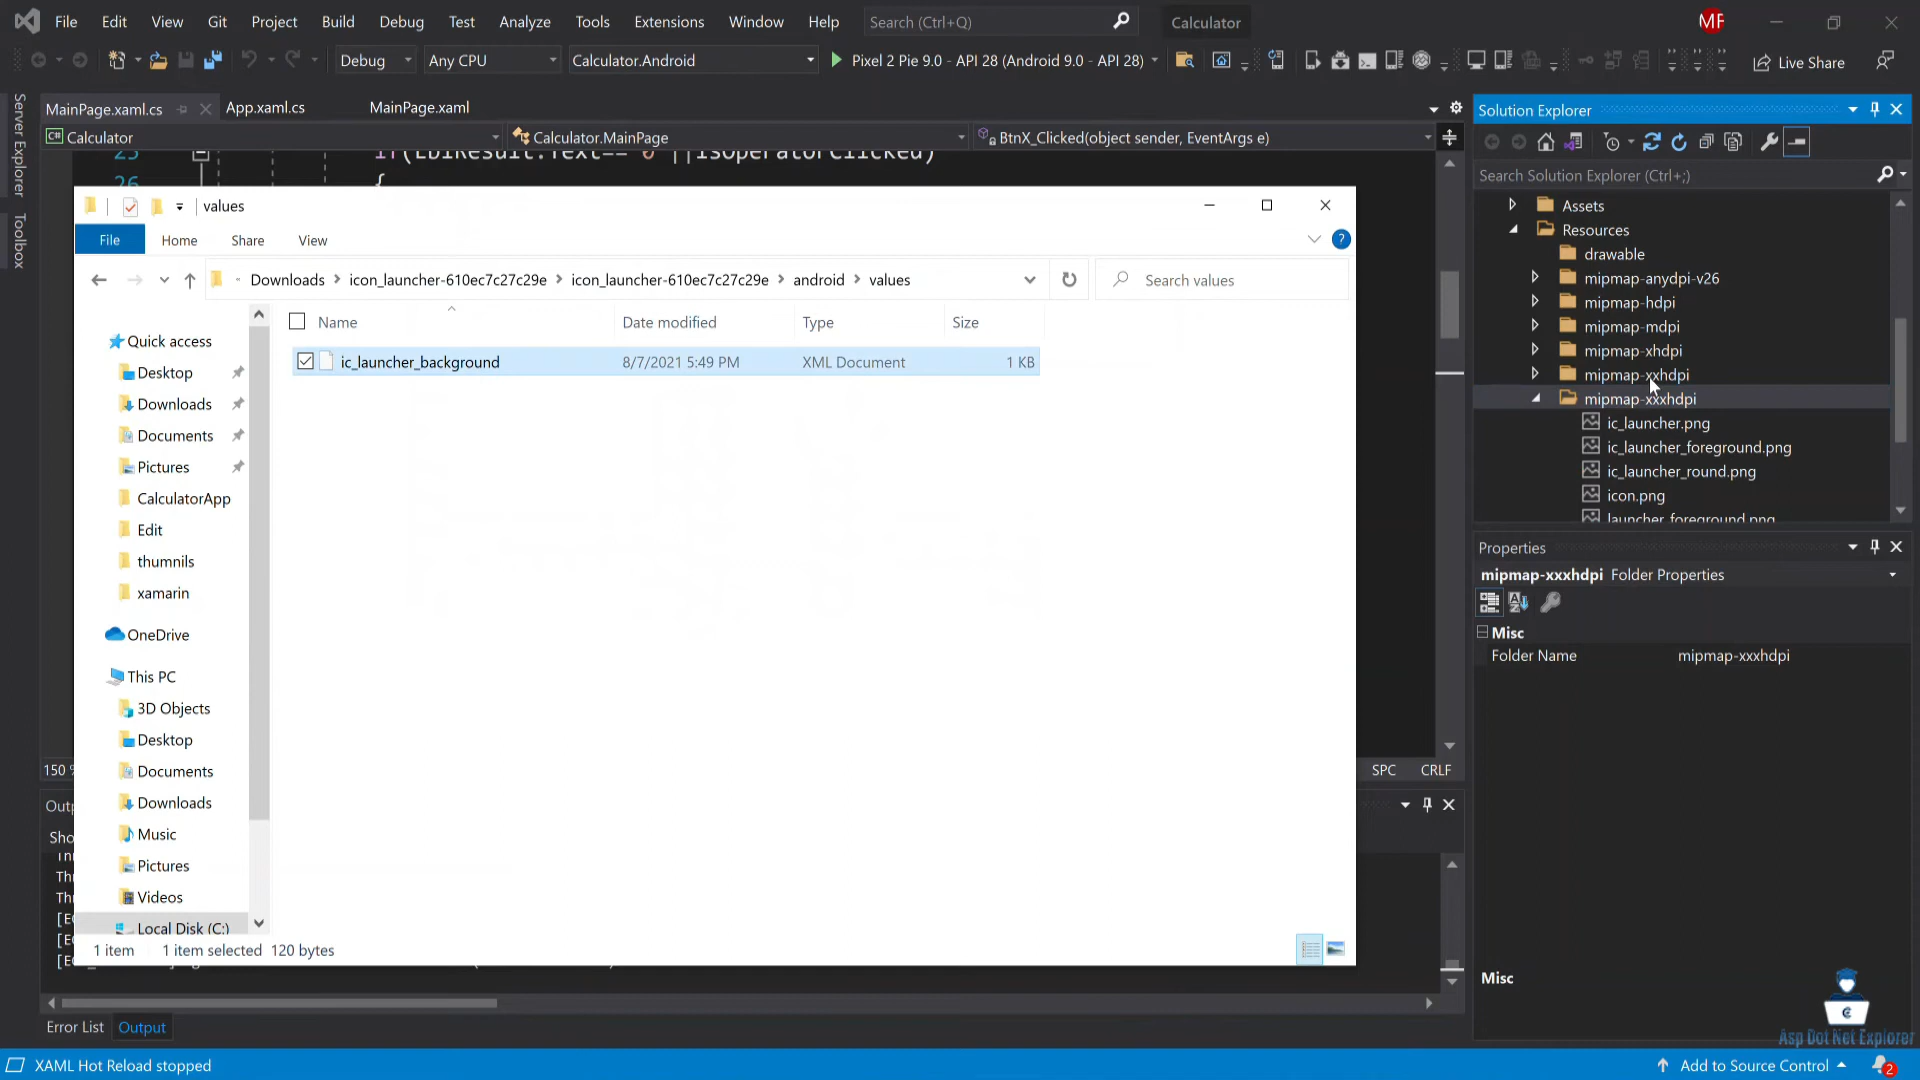 File Edit View Git Project Build Debug Test Analyze Tools Extensions Window Help Search (Ctrl+Q) Calculator MF
Debug Any CPU Calculator.Android Pixel 2 Pie 9.0 - API 28 (Android 9.0 - API 28) Live Share
Server Explorer
Toolbox
MainPage.xaml.cs App.xaml.cs MainPage.xaml
Calculator Calculator.MainPage BtnX_Clicked(object sender, EventArgs e)
26
{
values
File Home Share View
Downloads icon_launcher-610ec7c27c29e icon_launcher-610ec7c27c29e android values Search values
Name Date modified Type Size
ic_launcher_background 8/7/2021 5:49 PM XML Document 1 KB
Quick access
Desktop
Downloads
Documents
Pictures
CalculatorApp
Edit
thumnils
xamarin
OneDrive
This PC
3D Objects
Desktop
Documents
Downloads
Music
Pictures
Videos
Local Disk (C:)
1 item 1 item selected 120 bytes
150 %
SPC CRLF
Error List Output
XAML Hot Reload stopped
Solution Explorer
Search Solution Explorer (Ctrl+;)
Assets
Resources
drawable
mipmap-anydpi-v26
mipmap-hdpi
mipmap-mdpi
mipmap-xhdpi
mipmap-xxhdpi
mipmap-xxxhdpi
ic_launcher.png
ic_launcher_foreground.png
ic_launcher_round.png
icon.png
launcher_foreground.png
Properties
mipmap-xxxhdpi Folder Properties
Misc
Folder Name mipmap-xxxhdpi
Misc
Asp Dot Net Explorer
Add to Source Control 2